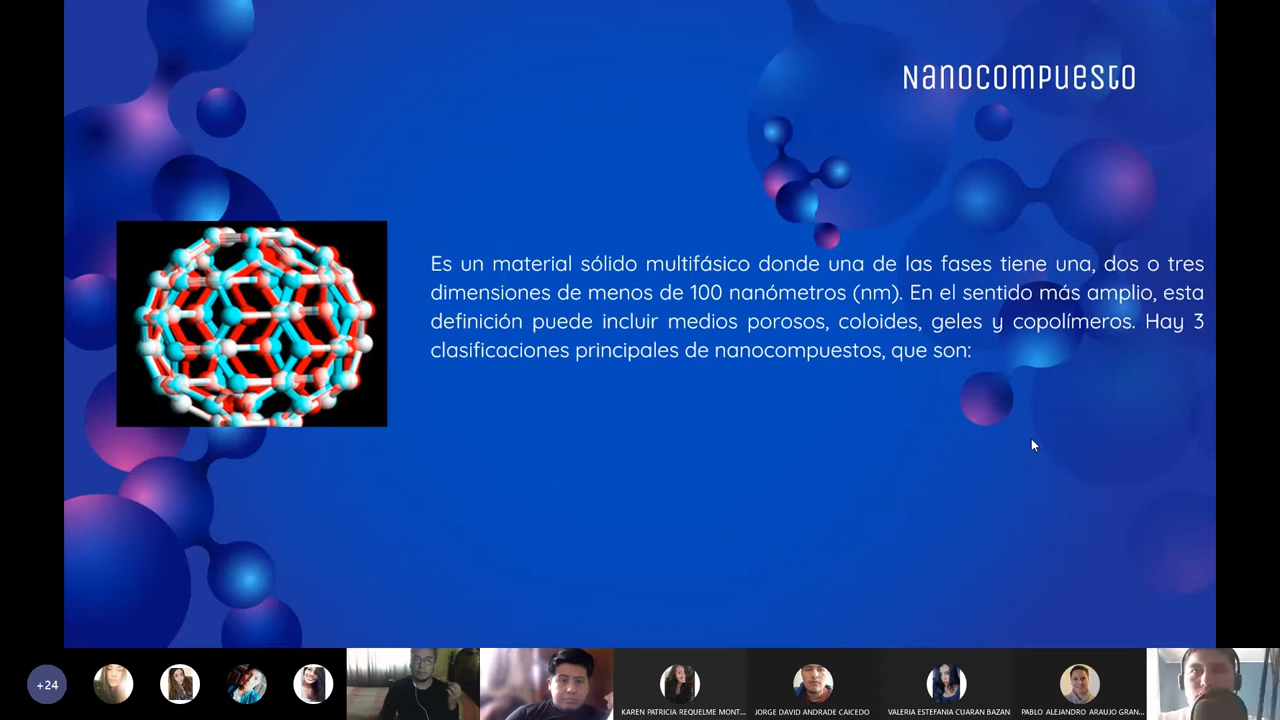 Nanocompuesto
Es un material sólido multifásico donde una de las fases tiene una, dos o tres
dimensiones de menos de 100 nanómetros (nm). En el sentido más amplio, esta
definición puede incluir medios porosos, coloides, geles y copolímeros. Hay 3
clasificaciones principales de nanocompuestos, que son:
+24
KAREN PATRICIA REQUELME MONT...
JORGE DAVID ANDRADE CAICEDO
VALERIA ESTEFANIA CUARAN BAZAN
PABLO ALEJANDRO ARAUJO GRAN...